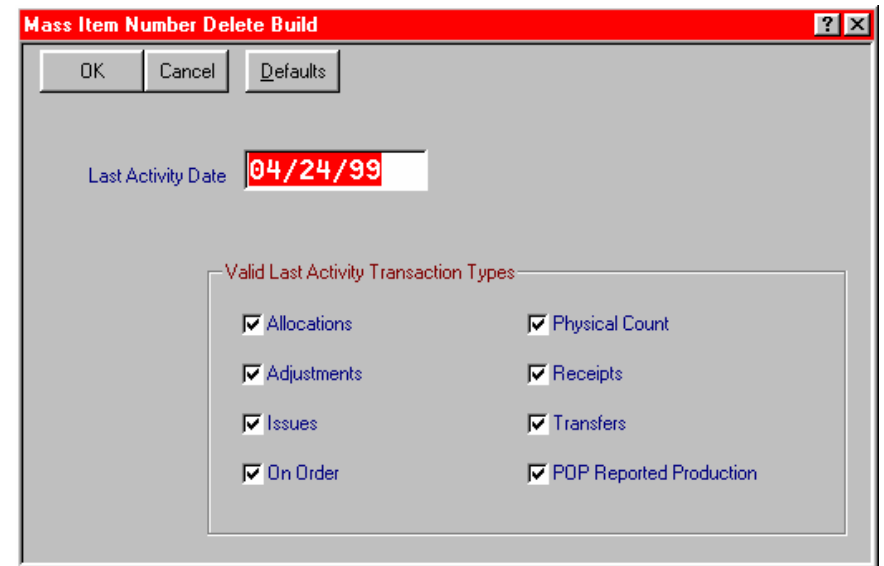 Mass Item Number Delete Build ? ×
OK Cancel Defaults
Last Activity Date 04/24/99
Valid Last Activity Transaction Types
Allocations Physical Count
Adjustments Receipts
Issues Transfers
On Order POP Reported Production